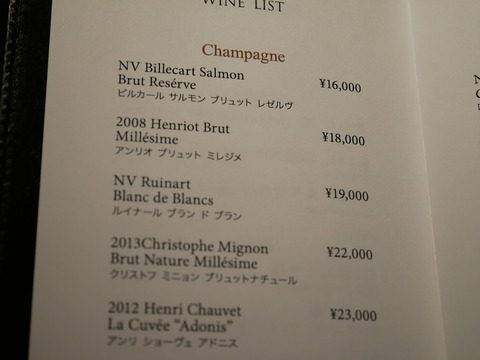 WINE LIST
Champagne
NV Billecart Salmon
Brut Resérve ¥16,000
ビルカール サルモン ブリュット レゼルヴ
2008 Henriot Brut
Millésime ¥18,000
アンリオ ブリュット ミレジメ
NV Ruinart
Blanc de Blancs ¥19,000
ルイナール ブラン ド ブラン
2013Christophe Mignon
Brut Nature Millésime ¥22,000
クリストフ ミニョン ブリュットナチュール
2012 Henri Chauvet
La Cuvée "Adonis" ¥23,000
アンリ ショーヴェ アドニス